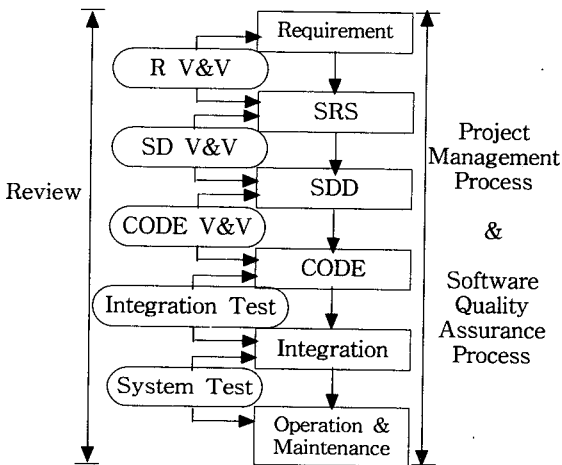 Requirement
R V&V
SRS
SD V&V
Project
Management
Process
Review
SDD
CODE V&V
&
CODE
Software
Quality
Assurance
Process
Integration Test
Integration
System Test
Operation &
Maintenance